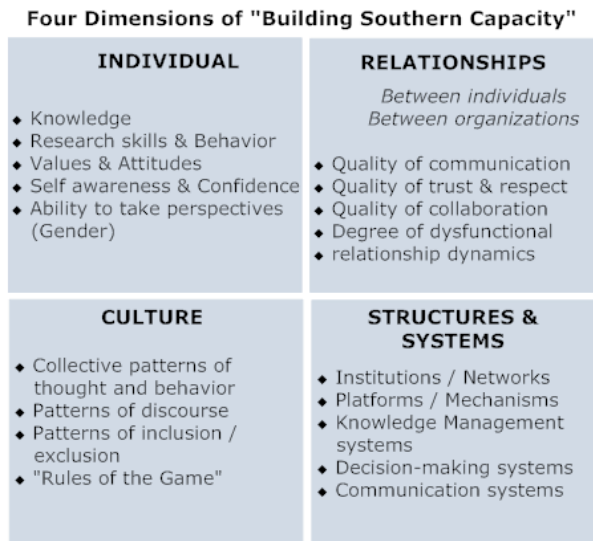 Four Dimensions of "Building Southern Capacity"
INDIVIDUAL
◆ Knowledge
◆ Research skills & Behavior
◆ Values & Attitudes
◆ Self awareness & Confidence
◆ Ability to take perspectives
(Gender)
RELATIONSHIPS
Between individuals
Between organizations
◆ Quality of communication
◆ Quality of trust & respect
◆ Quality of collaboration
◆ Degree of dysfunctional
◆ relationship dynamics
CULTURE
◆ Collective patterns of
thought and behavior
◆ Patterns of discourse
◆ Patterns of inclusion /
exclusion
◆ "Rules of the Game"
STRUCTURES &
SYSTEMS
◆ Institutions / Networks
◆ Platforms / Mechanisms
◆ Knowledge Management
systems
◆ Decision-making systems
◆ Communication systems